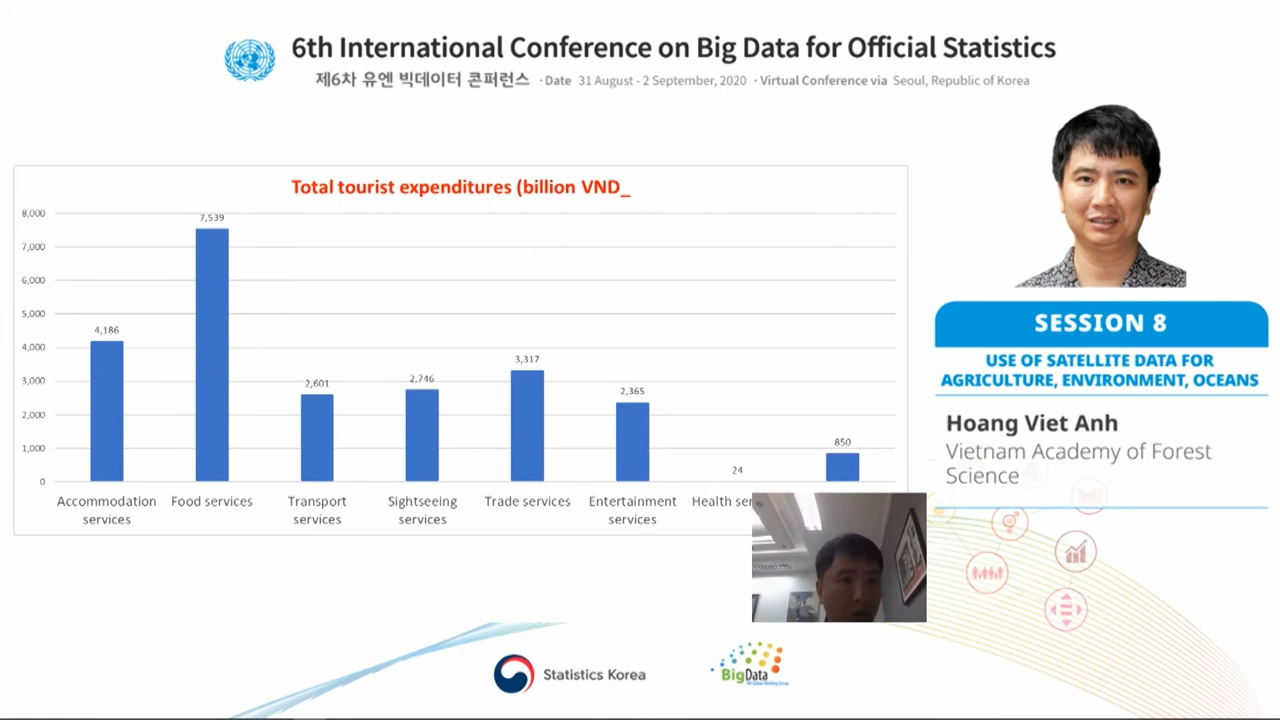 6th International Conference on Big Data for Official Statistics
제6차 유엔 빅데이터 콘퍼런스 · Date 31 August - 2 September, 2020 · Virtual Conference via Seoul, Republic of Korea
Total tourist expenditures (billion VND_
8,000
7,000
6,000
5,000
4,000
3,000
2,000
1,000
0
4,186
7,539
2,601
2,746
3,317
2,365
24
850
Accommodation services
Food services
Transport services
Sightseeing services
Trade services
Entertainment services
Health ser
SESSION 8
USE OF SATELLITE DATA FOR
AGRICULTURE, ENVIRONMENT, OCEANS
Hoang Viet Anh
Vietnam Academy of Forest
Science
Statistics Korea
BigData
UN Global Working Group